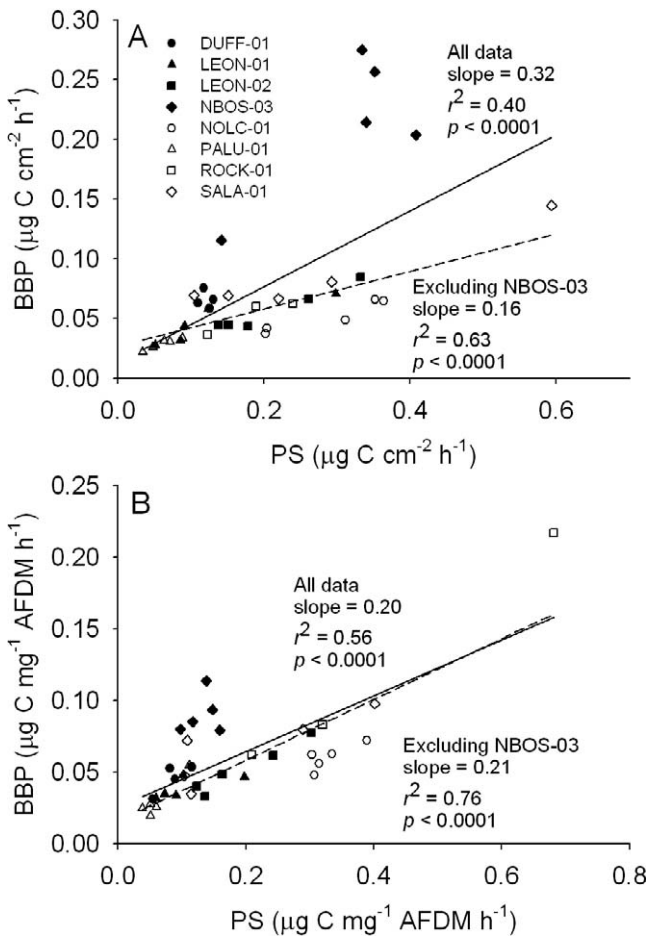 A
DUFF-01
LEON-01
LEON-02
NBOS-03
NOLC-01
PALU-01
ROCK-01
SALA-01
All data
slope = 0.32
r² = 0.40
p < 0.0001
Excluding NBOS-03
slope = 0.16
r² = 0.63
p < 0.0001
BBP (µg C cm⁻² h⁻¹)
0.30
0.25
0.20
0.15
0.10
0.05
0.00
0.0 0.2 0.4 0.6
PS (µg C cm⁻² h⁻¹)
B
All data
slope = 0.20
r² = 0.56
p < 0.0001
Excluding NBOS-03
slope = 0.21
r² = 0.76
p < 0.0001
BBP (µg C mg⁻¹ AFDM h⁻¹)
0.25
0.20
0.15
0.10
0.05
0.00
0.0 0.2 0.4 0.6 0.8
PS (µg C mg⁻¹ AFDM h⁻¹)